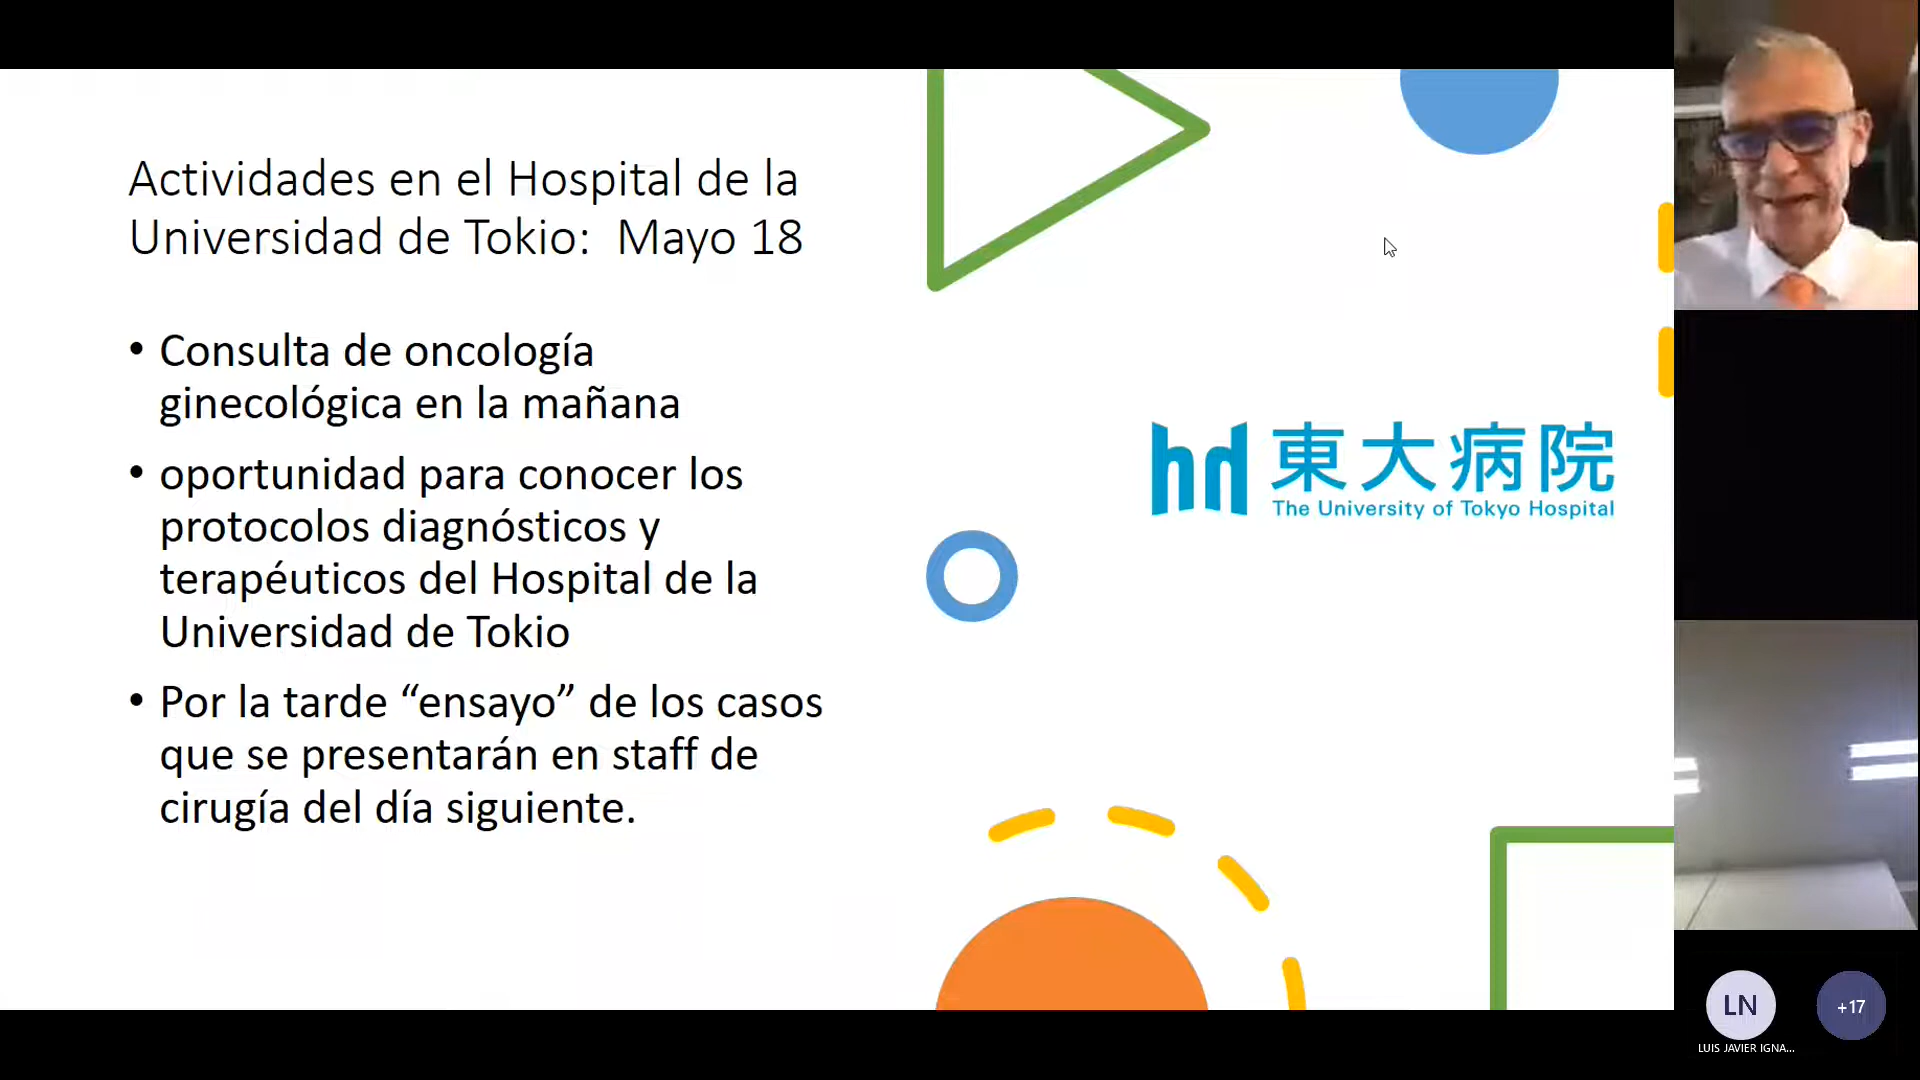 Actividades en el Hospital de la
Universidad de Tokio:  Mayo 18
• Consulta de oncología
ginecológica en la mañana
• oportunidad para conocer los
protocolos diagnósticos y
terapéuticos del Hospital de la
Universidad de Tokio
• Por la tarde “ensayo” de los casos
que se presentarán en staff de
cirugía del día siguiente.
hd 東大病院
The University of Tokyo Hospital
LN
+17
LUIS JAVIER IGNA...